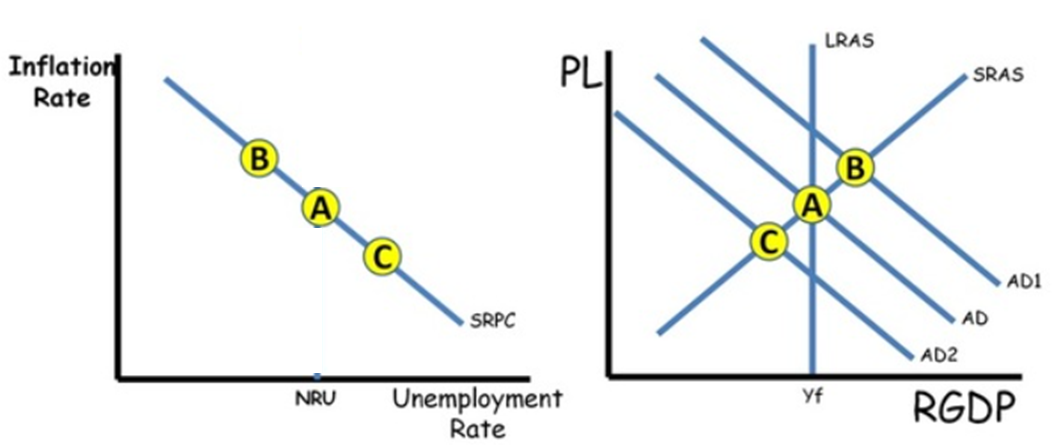 Inflation
Rate
B
A
C
SRPC
NRU
Unemployment
Rate
PL
LRAS
SRAS
B
A
C
AD1
AD
AD2
Yf
RGDP